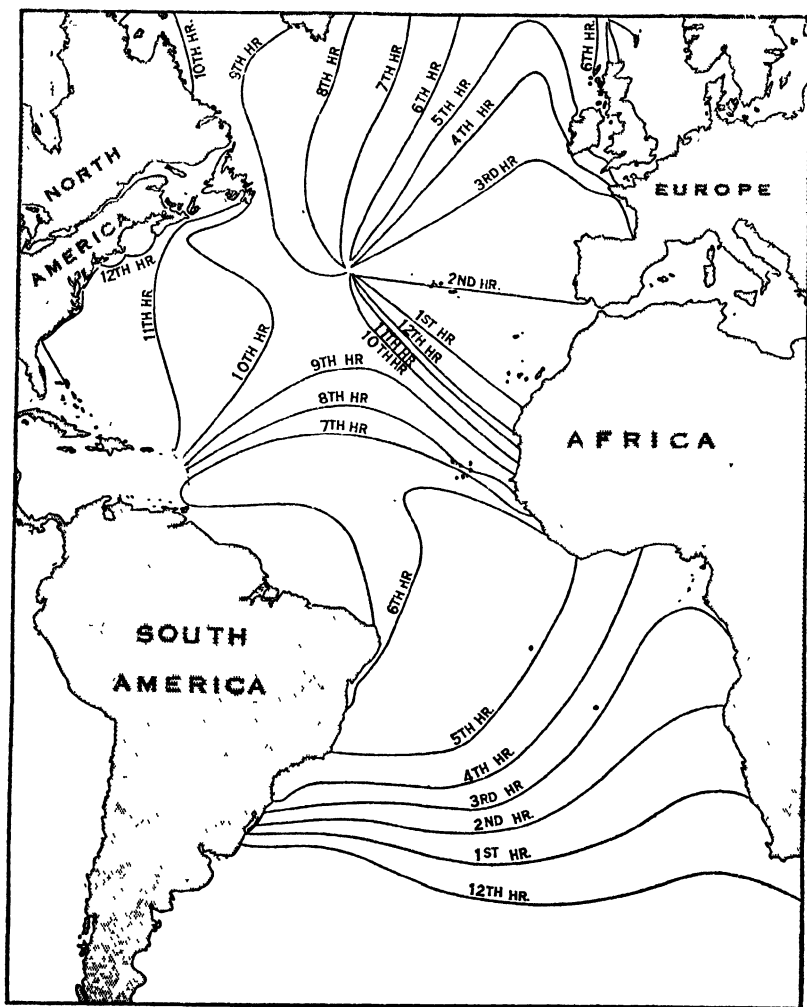 10TH HR.
9TH HR
8TH HR
7TH HR
6TH HR
5TH HR
4TH HR
3RD HR
6TH HR
NORTH
AMERICA
EUROPE
12TH HR.
11TH HR
10TH HR
2ND HR.
1ST HR
12TH HR
11TH HR
10TH HR
9TH HR
8TH HR
7TH HR
AFRICA
6TH HR
SOUTH
AMERICA
5TH HR.
4TH HR.
3RD HR
2ND HR.
1ST HR.
12TH HR.